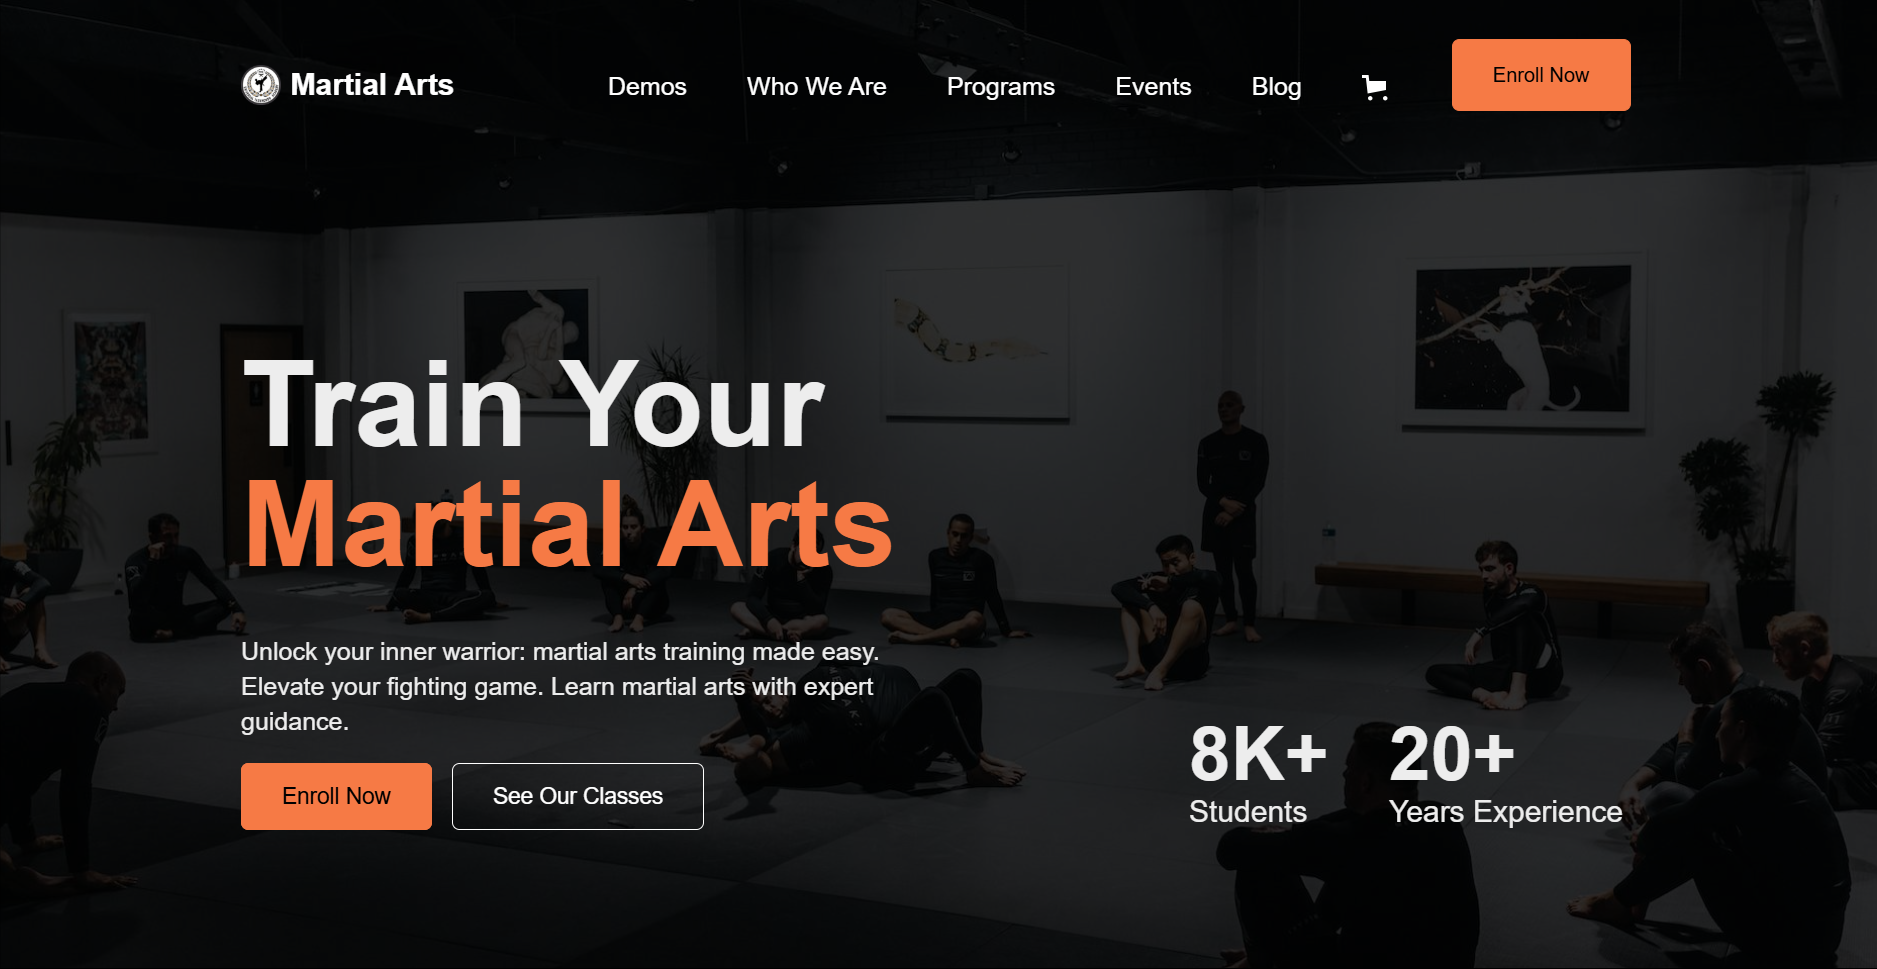 Martial Arts
Demos
Who We Are
Programs
Events
Blog
Enroll Now
Train Your
Martial Arts
Unlock your inner warrior: martial arts training made easy.
Elevate your fighting game. Learn martial arts with expert
guidance.
Enroll Now
See Our Classes
8K+
Students
20+
Years Experience